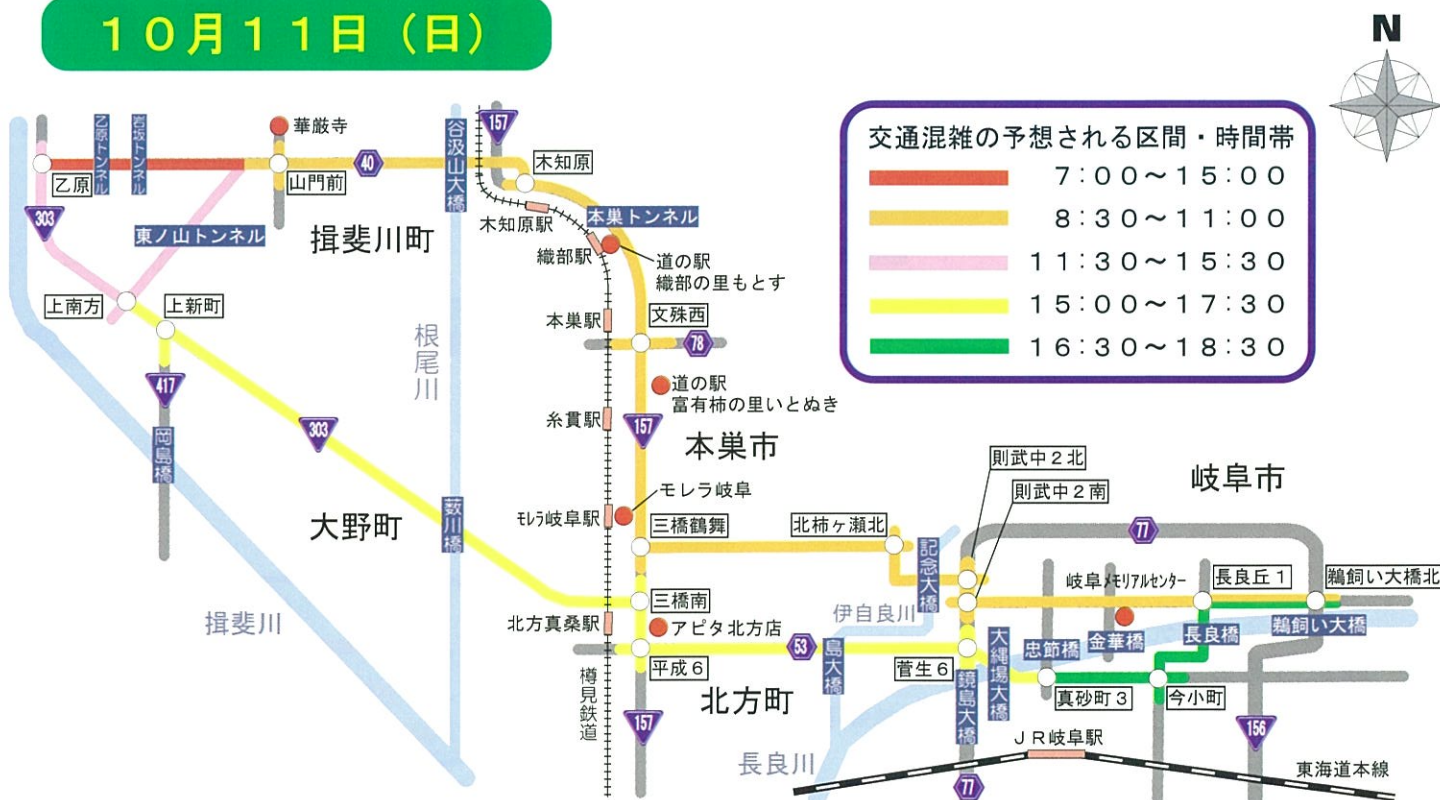 10月11日（日）
N
交通混雑の予想される区間・時間帯
7:00～15:00
8:30～11:00
11:30～15:30
15:00～17:30
16:30～18:30
乙原トンネル
岩坂トンネル
華厳寺
谷汲山大橋
157
木知原
乙原
山門前
40
木知原駅
本巣トンネル
303
東ノ山トンネル
揖斐川町
織部駅
道の駅
織部の里もとす
上南方
上新町
本巣駅
文殊西
78
根尾川
417
道の駅
富有柿の里いとぬき
糸貫駅
157
303
岡島橋
本巣市
則武中2北
則武中2南
岐阜市
モレラ岐阜
大野町
藪川橋
モレラ岐阜駅
三橋鶴舞
北柿ヶ瀬北
記念大橋
77
岐阜メモリアルセンター
長良丘1
鵜飼い大橋北
三橋南
伊自良川
揖斐川
北方真桑駅
アピタ北方店
鵜飼い大橋
長良橋
金華橋
忠節橋
大縄場大橋
53
島大橋
菅生6
鏡島大橋
平成6
樽見鉄道
北方町
真砂町3
今小町
157
156
JR岐阜駅
長良川
東海道本線
77